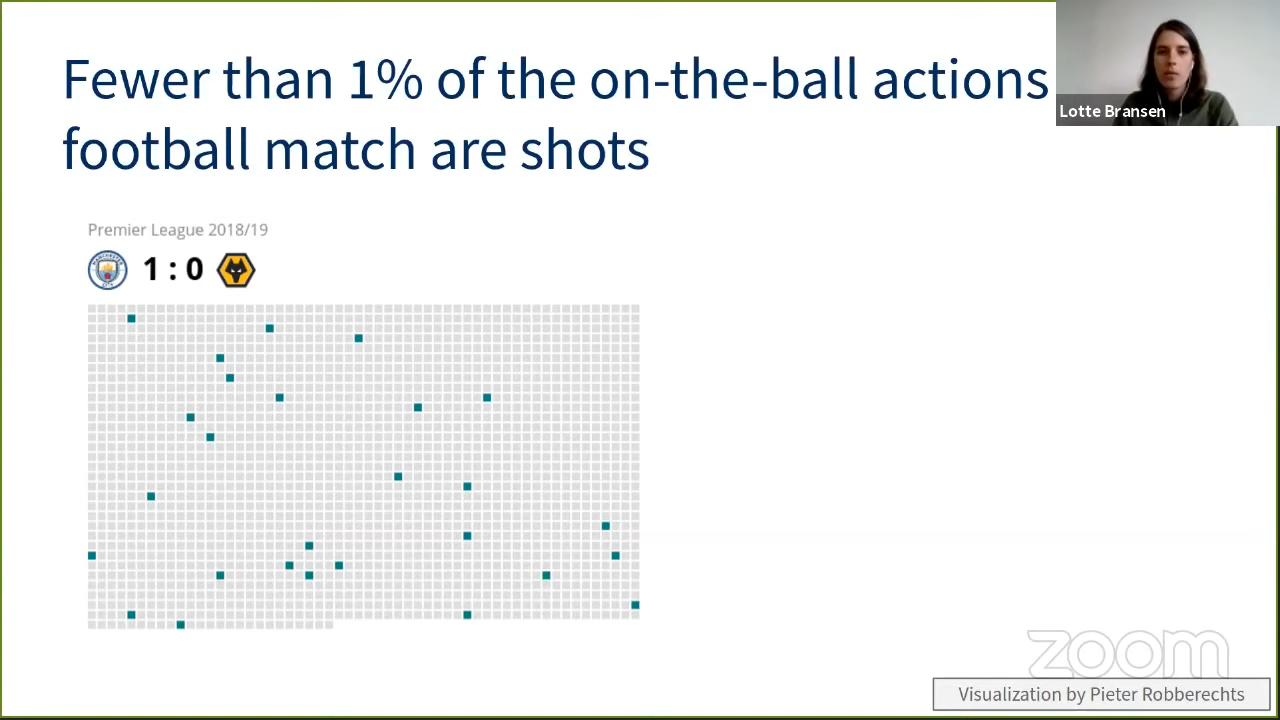 Fewer than 1% of the on-the-ball actions
football match are shots
Lotte Bransen
Premier League 2018/19
1 : 0
zoom
Visualization by Pieter Robberechts